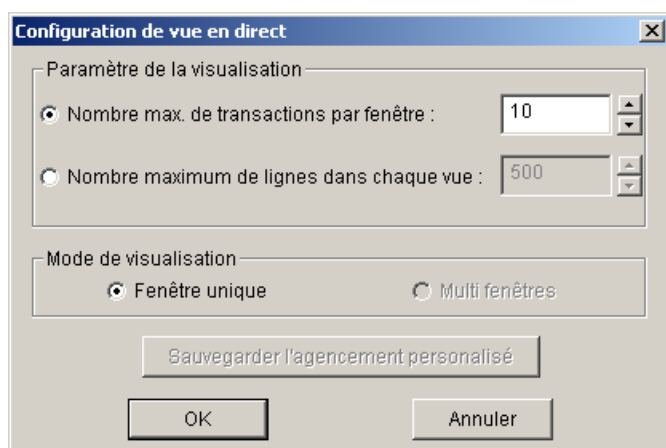 Configuration de vue en direct
Paramètre de la visualisation
Nombre max. de transactions par fenêtre : 10
Nombre maximum de lignes dans chaque vue : 500
Mode de visualisation
Fenêtre unique Multi fenêtres
Sauvegarder l'agencement personalisé
OK Annuler